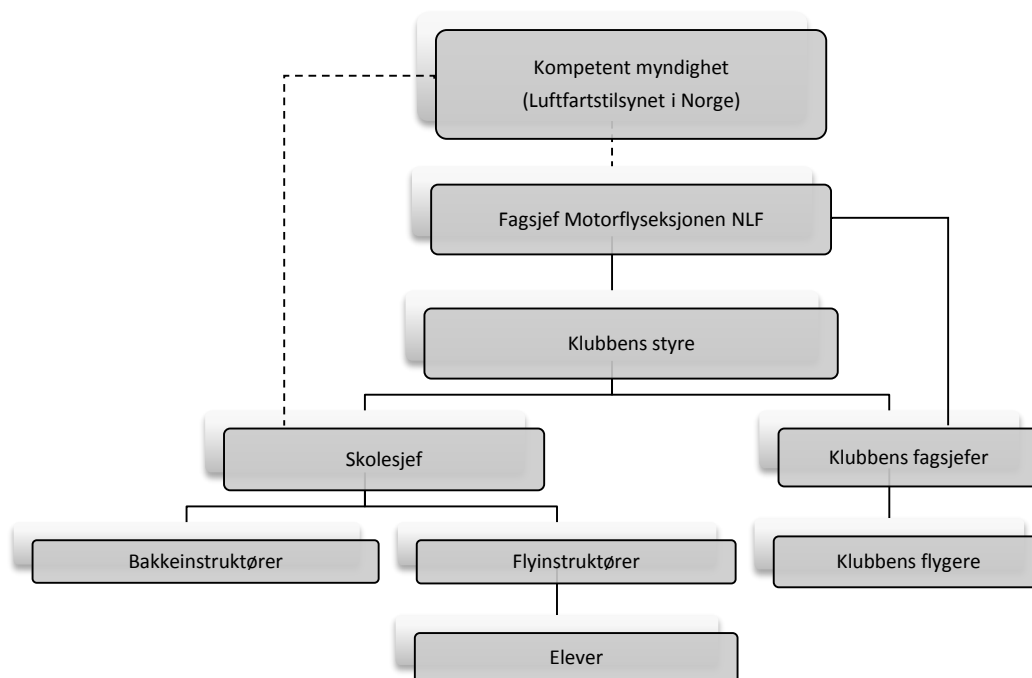 Kompetent myndighet
(Luftfartstilsynet i Norge)
Fagsjef Motorflyseksjonen NLF
Klubbens styre
Skolesjef
Klubbens fagsjefer
Bakkeinstruktører
Flyinstruktører
Klubbens flygere
Elever